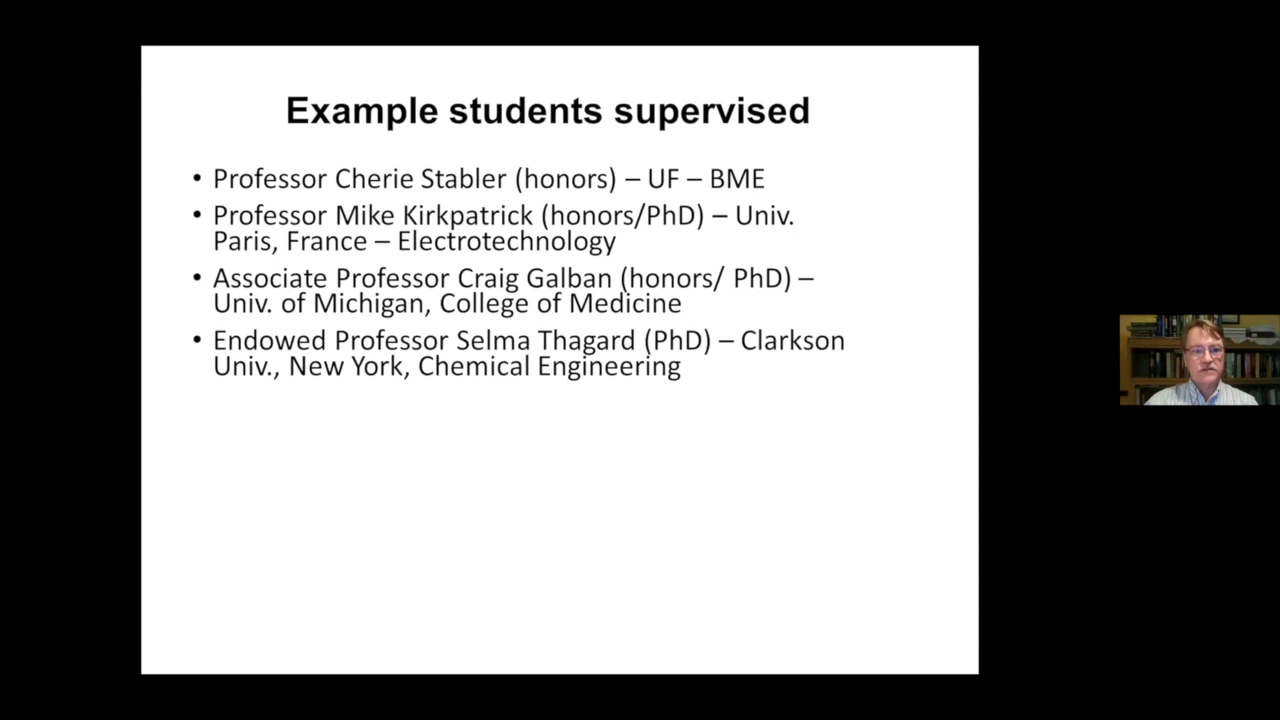 Example students supervised
• Professor Cherie Stabler (honors) – UF – BME
• Professor Mike Kirkpatrick (honors/PhD) – Univ.
Paris, France – Electrotechnology
• Associate Professor Craig Galban (honors/ PhD) –
Univ. of Michigan, College of Medicine
• Endowed Professor Selma Thagard (PhD) – Clarkson
Univ., New York, Chemical Engineering